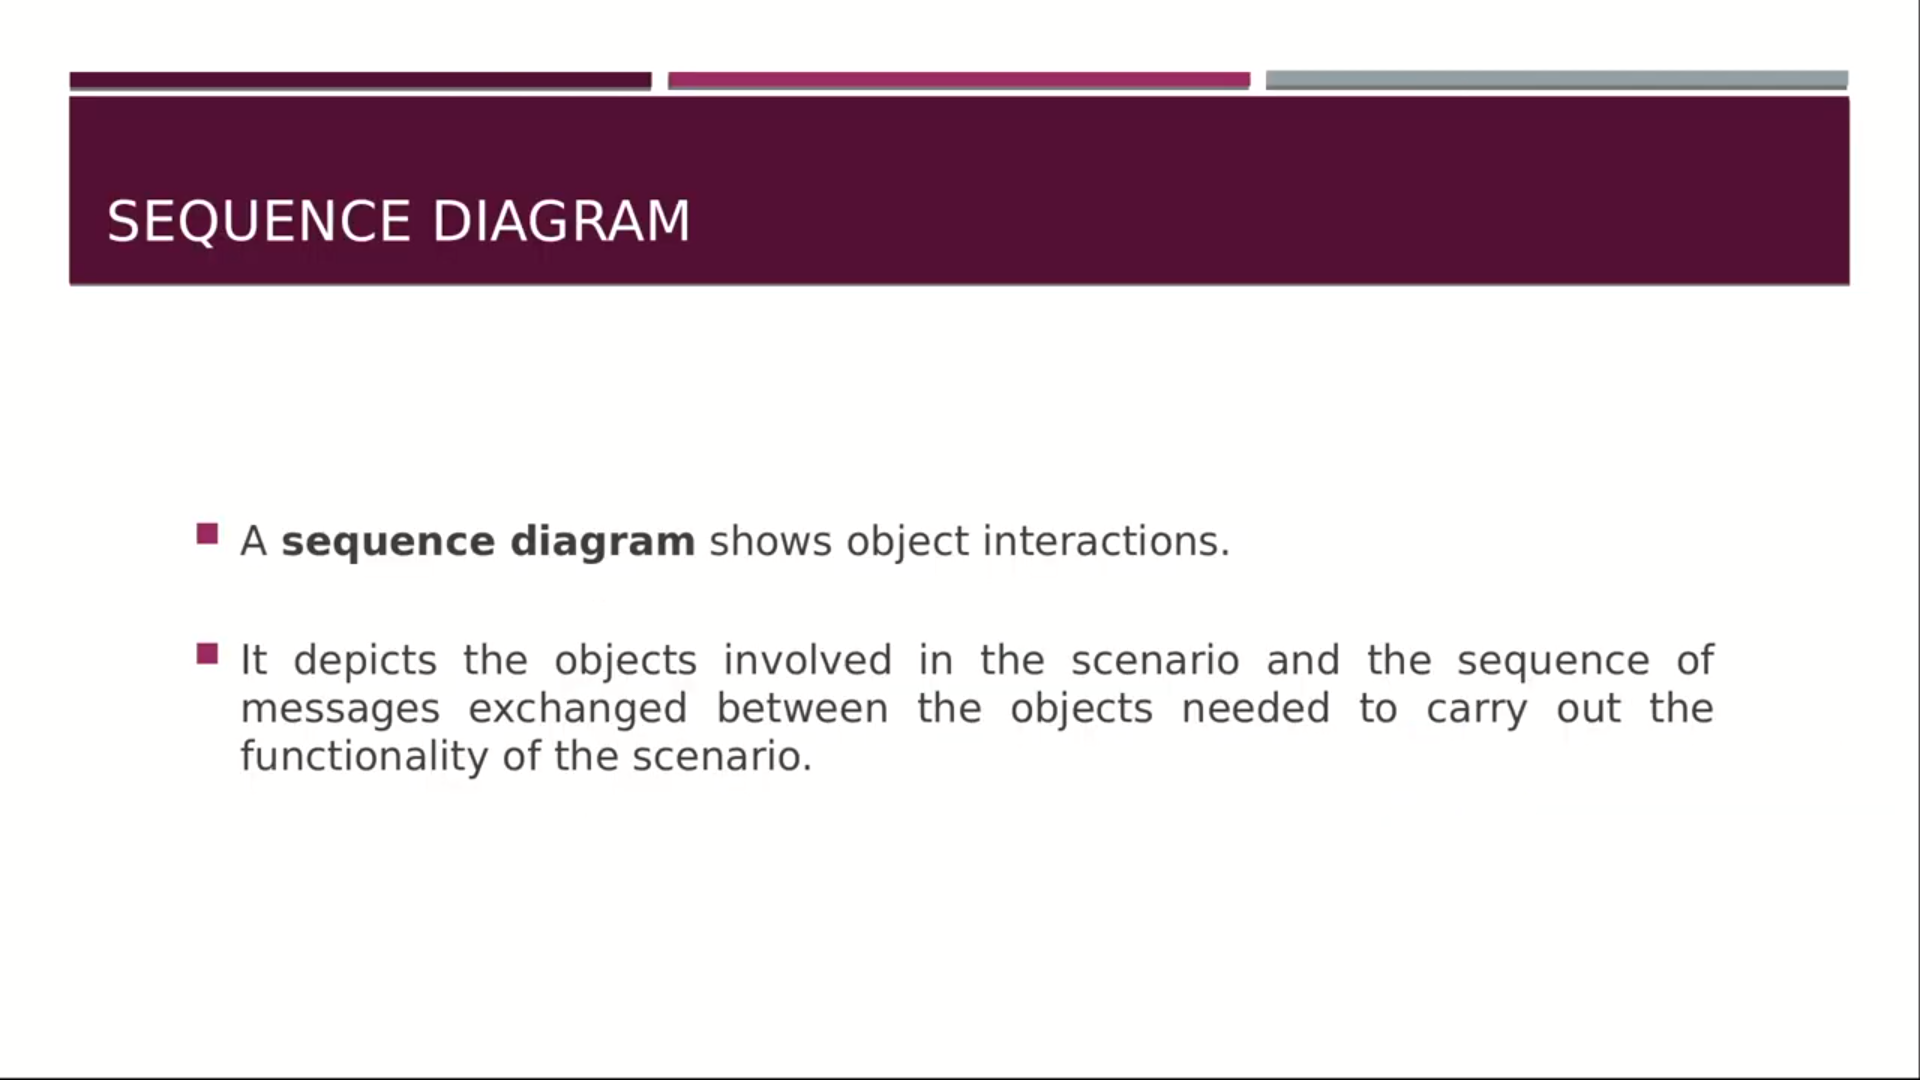 SEQUENCE DIAGRAM
A sequence diagram shows object interactions.
It depicts the objects involved in the scenario and the sequence of
messages exchanged between the objects needed to carry out the
functionality of the scenario.